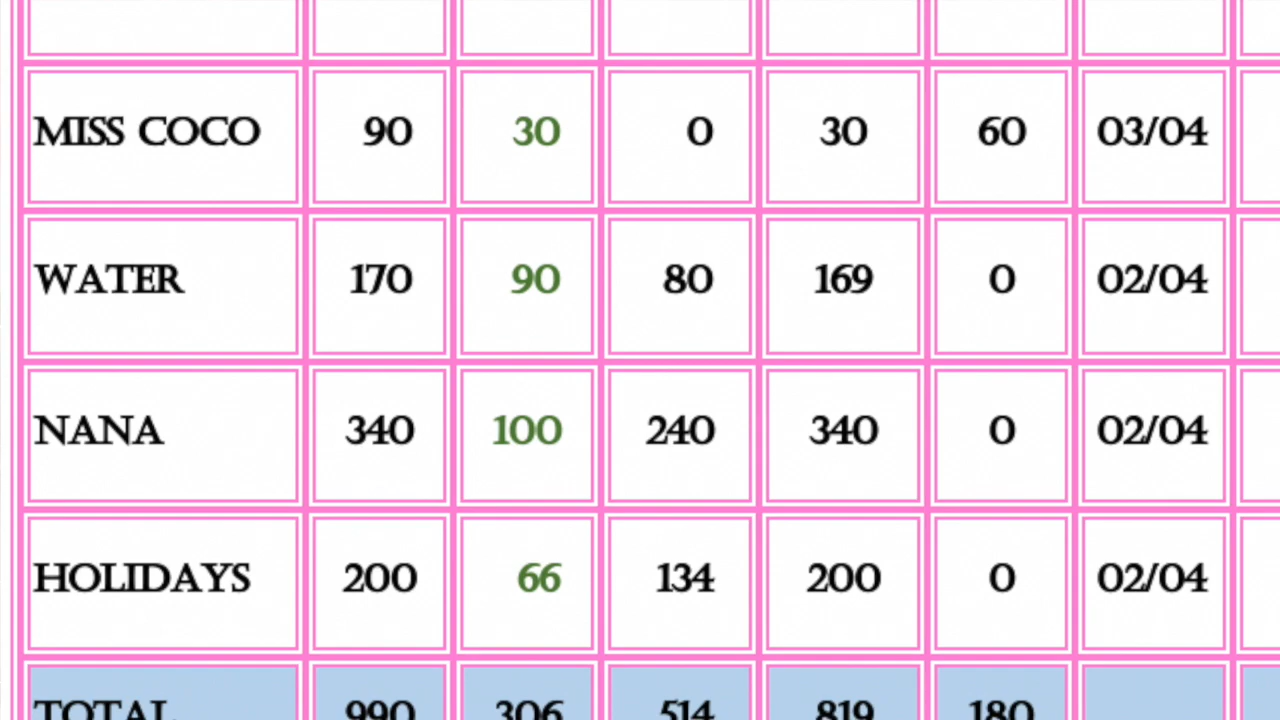 MISS COCO 90 30 0 30 60 03/04
WATER 170 90 80 169 0 02/04
NANA 340 100 240 340 0 02/04
HOLIDAYS 200 66 134 200 0 02/04
TOTAL 990 306 514 819 180